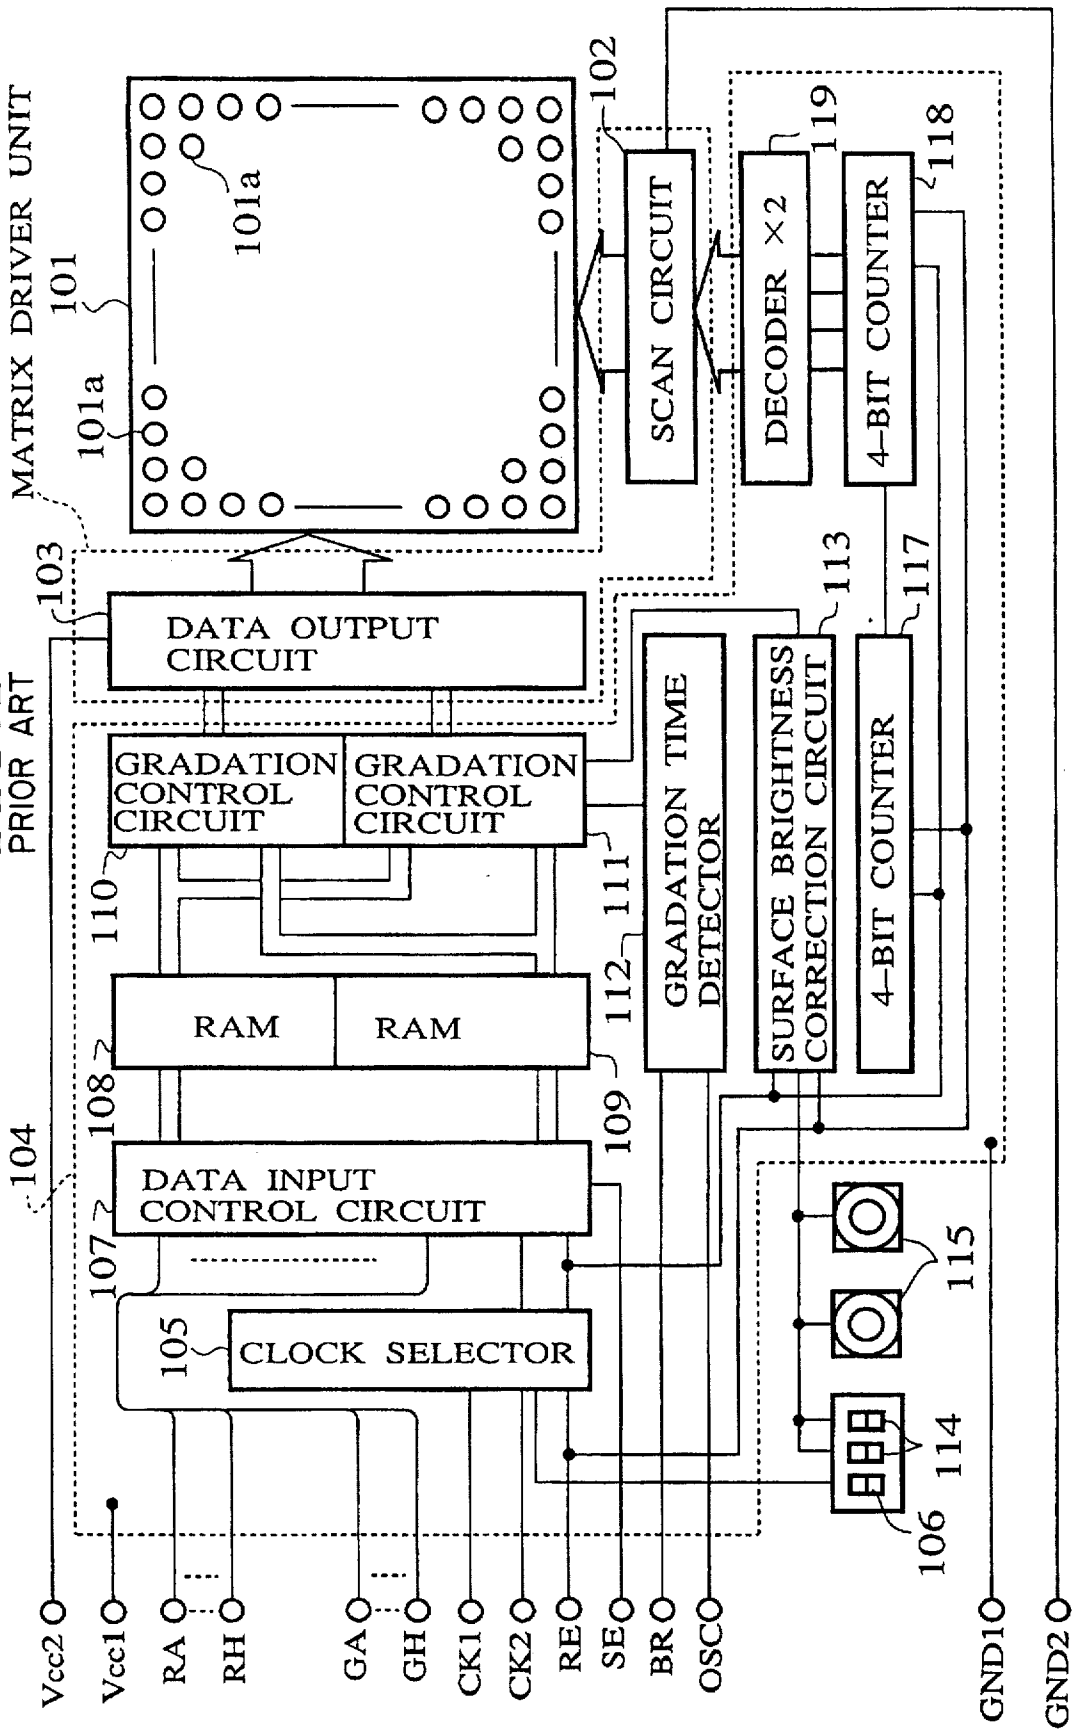 PRIOR ART
MATRIX DRIVER UNIT
104
103
101
101a
101a
102
DATA OUTPUT
CIRCUIT
SCAN CIRCUIT
DECODER ×2
119
4-BIT COUNTER
118
110
GRADATION
CONTROL
CIRCUIT
GRADATION
CONTROL
CIRCUIT
111
108
RAM
RAM
109
112
GRADATION TIME
DETECTOR
SURFACE BRIGHTNESS
CORRECTION CIRCUIT
113
4-BIT COUNTER
117
107
DATA INPUT
CONTROL CIRCUIT
105
CLOCK SELECTOR
115
114
106
Vcc2
Vcc1
RA
RH
GA
GH
CK1
CK2
RE
SE
BR
OSC
GND1
GND2